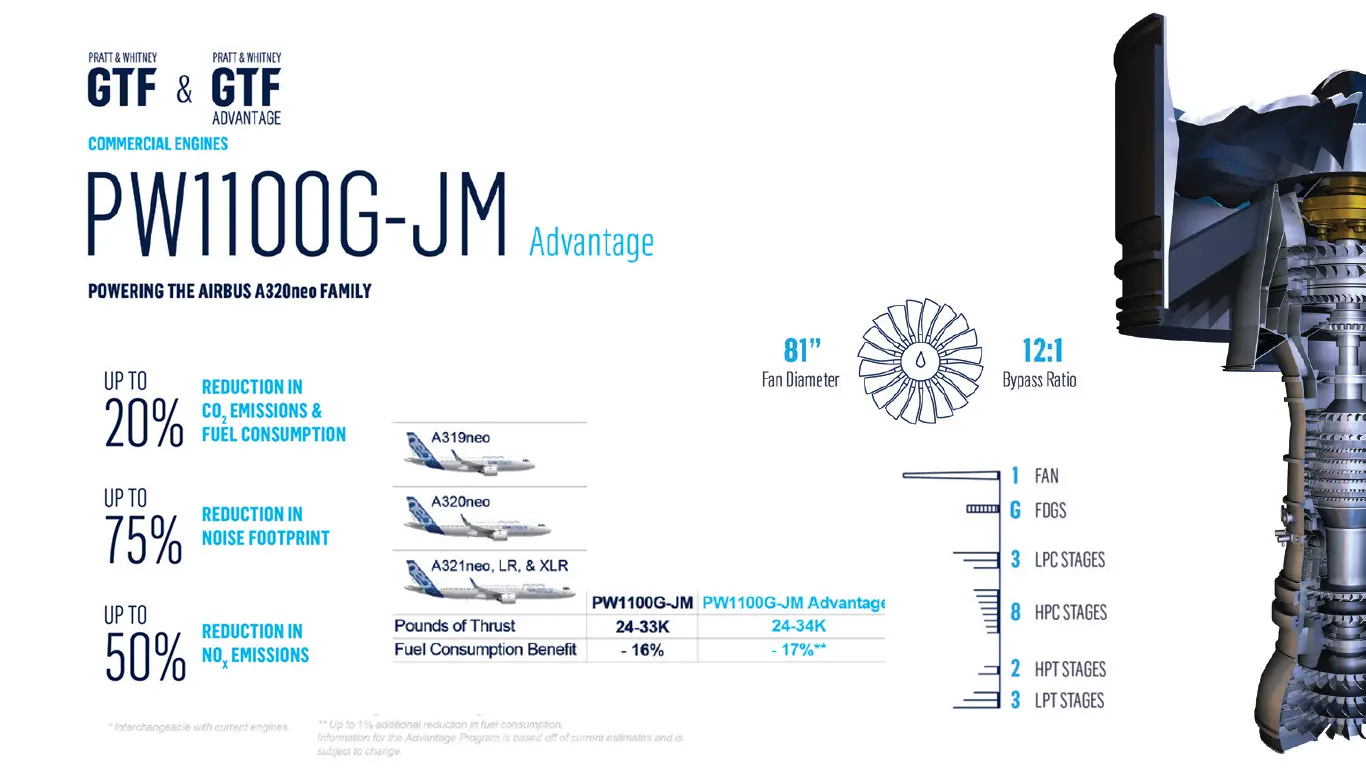 PRATT & WHITNEY
GTF
&
PRATT & WHITNEY
GTF
ADVANTAGE
COMMERCIAL ENGINES
PW1100G-JM Advantage
POWERING THE AIRBUS A320neo FAMILY
UP TO
20%
REDUCTION IN
CO₂ EMISSIONS &
FUEL CONSUMPTION
UP TO
75%
REDUCTION IN
NOISE FOOTPRINT
UP TO
50%
REDUCTION IN
NOₓ EMISSIONS
A319neo
A320neo
A321neo, LR, & XLR
PW1100G-JM PW1100G-JM Advantage
Pounds of Thrust 24-33K 24-34K
Fuel Consumption Benefit - 16% - 17%**
81”
Fan Diameter
12:1
Bypass Ratio
1 FAN
G FDGS
3 LPC STAGES
8 HPC STAGES
2 HPT STAGES
3 LPT STAGES
* Interchangeable with current engines.
** Up to 1% additional reduction in fuel consumption.
Information for the Advantage Program is based off of current estimates and is
subject to change.